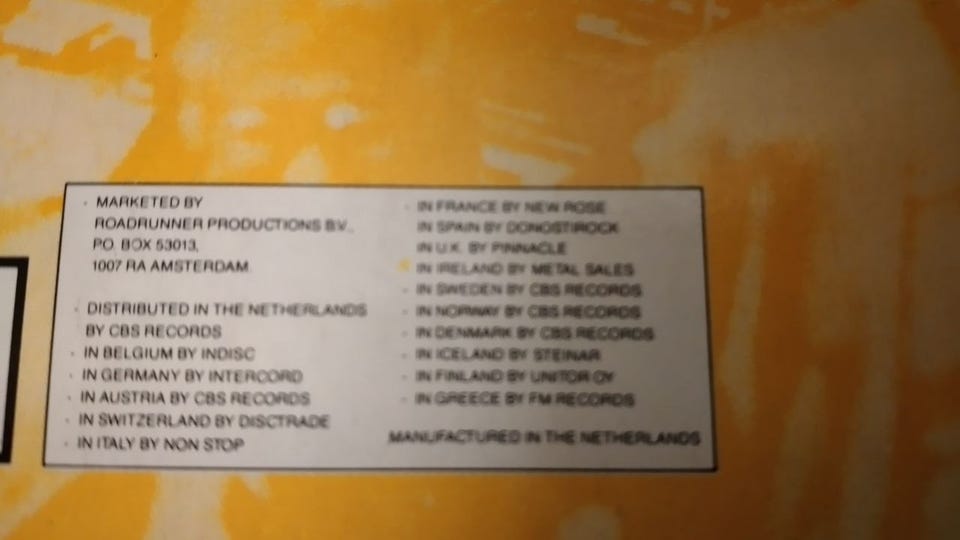 · MARKETED BY
ROADRUNNER PRODUCTIONS B.V.,
P.O. BOX 53013,
1007 RA AMSTERDAM
· DISTRIBUTED IN THE NETHERLANDS
BY CBS RECORDS
· IN BELGIUM BY INDISC
· IN GERMANY BY INTERCORD
· IN AUSTRIA BY CBS RECORDS
· IN SWITZERLAND BY DISCTRADE
· IN ITALY BY NON STOP
· IN FRANCE BY NEW ROSE
IN SPAIN BY DONOSTIROCK
IN U.K. BY PINNACLE
IN IRELAND BY METAL SALES
· IN SWEDEN BY CBS RECORDS
· IN NORWAY BY CBS RECORDS
· IN DENMARK BY CBS RECORDS
· IN ICELAND BY STEINAR
· IN FINLAND BY UNITOR OY
· IN GREECE BY FM RECORDS
MANUFACTURED IN THE NETHERLANDS